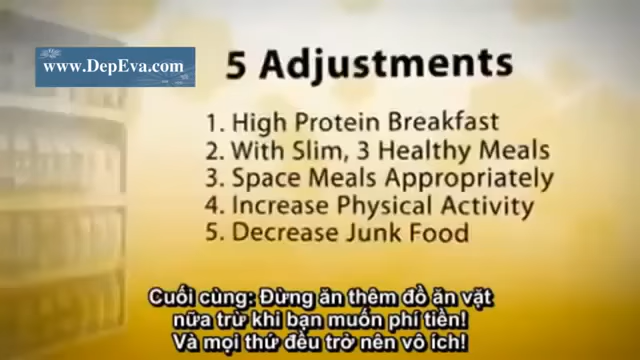 www.DepEva.com
5 Adjustments
1. High Protein Breakfast
2. With Slim, 3 Healthy Meals
3. Space Meals Appropriately
4. Increase Physical Activity
5. Decrease Junk Food
Cuối cùng: Đừng ăn thêm đồ ăn vặt
nữa trừ khi bạn muốn phí tiền!
Và mọi thứ đều trở nên vô ích!